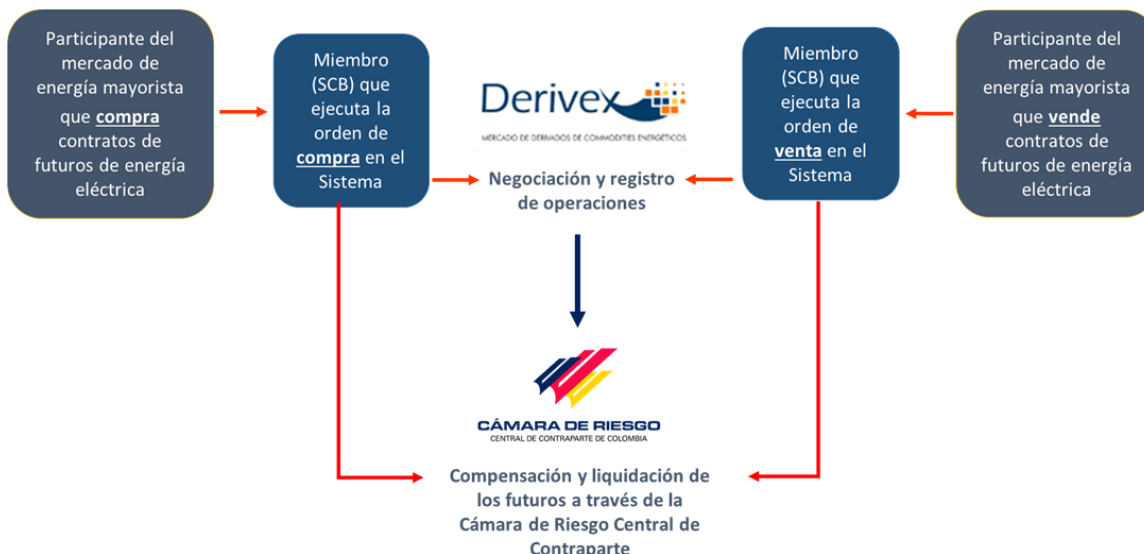 Participante del
mercado de
energía mayorista
que compra
contratos de
futuros de energía
eléctrica
Miembro
(SCB) que
ejecuta la
orden de
compra en el
Sistema
Derivex
MERCADO DE DERIVADOS DE COMMODITIES ENERGÉTICOS
Negociación y registro
de operaciones
Miembro
(SCB) que
ejecuta la
orden de
venta en el
Sistema
Participante del
mercado de
energía mayorista
que vende
contratos de
futuros de energía
eléctrica
CÁMARA DE RIESGO
CENTRAL DE CONTRAPARTE DE COLOMBIA
Compensación y liquidación de
los futuros a través de la
Cámara de Riesgo Central de
Contraparte